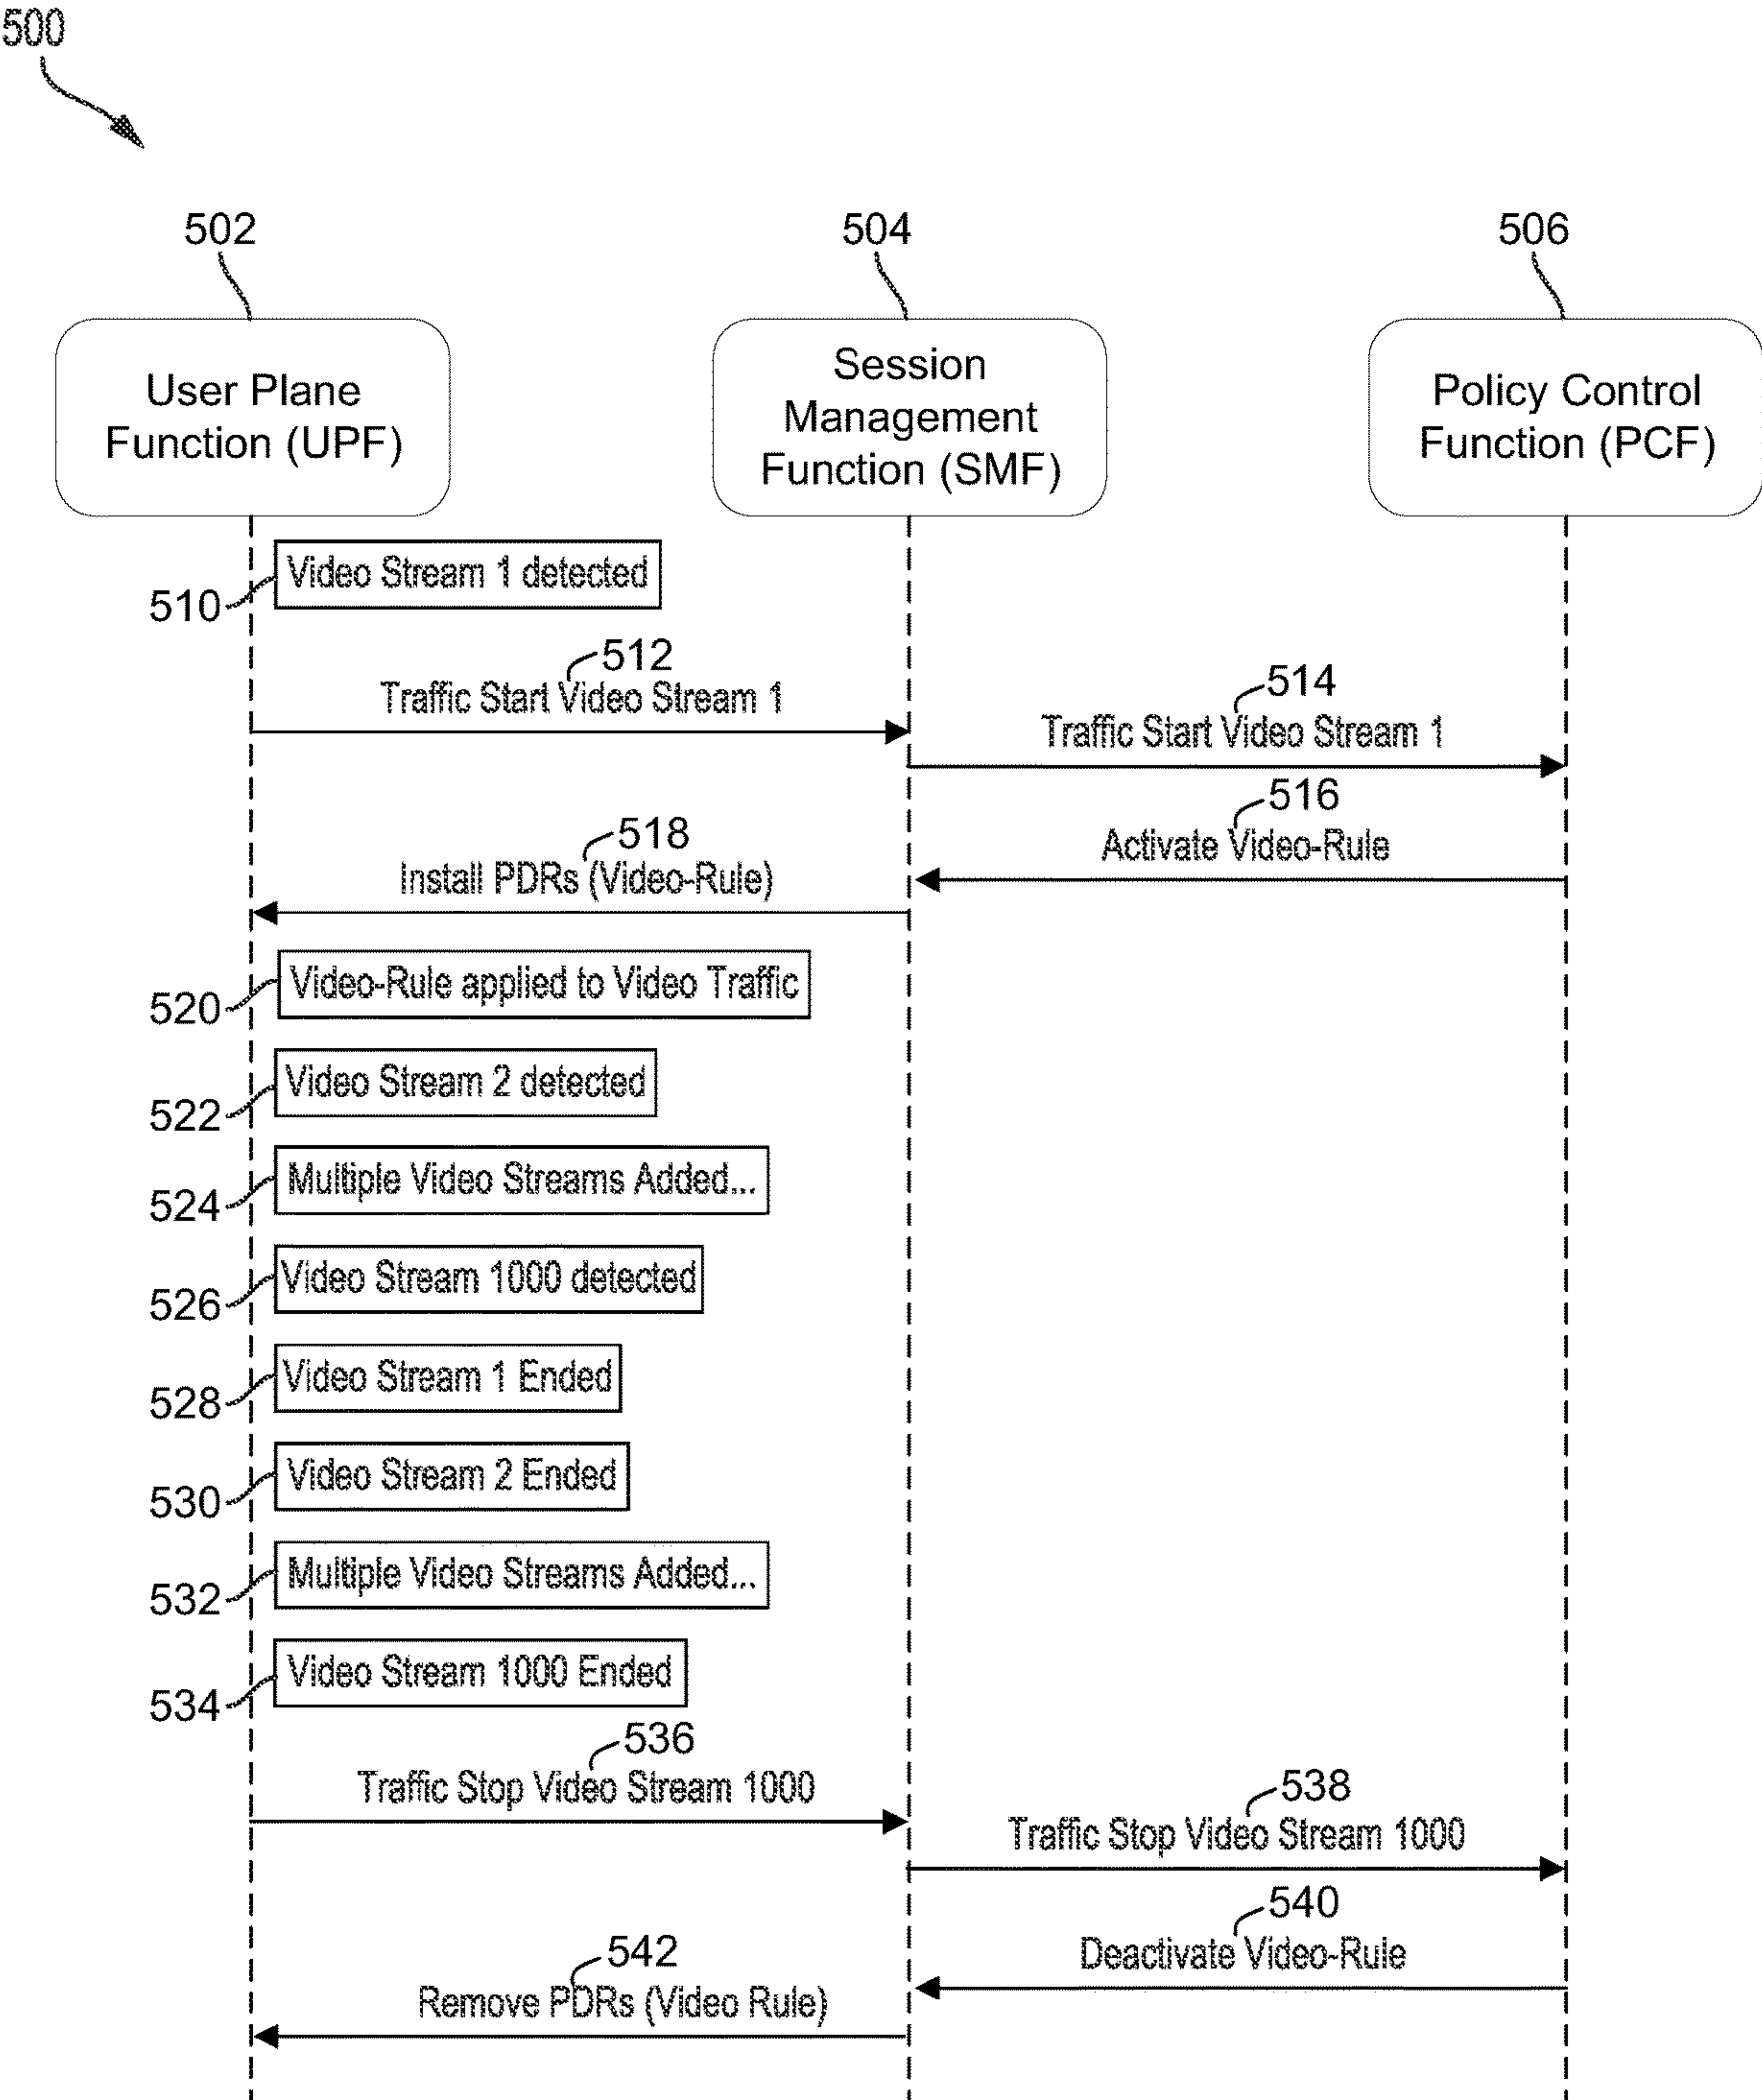 500
502
504
506
User Plane
Function (UPF)
Session
Management
Function (SMF)
Policy Control
Function (PCF)
Video Stream 1 detected
510
512
Traffic Start Video Stream 1
514
Traffic Start Video Stream 1
516
Activate Video-Rule
518
Install PDRs (Video-Rule)
Video-Rule applied to Video Traffic
520
Video Stream 2 detected
522
Multiple Video Streams Added...
524
Video Stream 1000 detected
526
Video Stream 1 Ended
528
Video Stream 2 Ended
530
Multiple Video Streams Added...
532
Video Stream 1000 Ended
534
536
Traffic Stop Video Stream 1000
538
Traffic Stop Video Stream 1000
540
Deactivate Video-Rule
542
Remove PDRs (Video Rule)